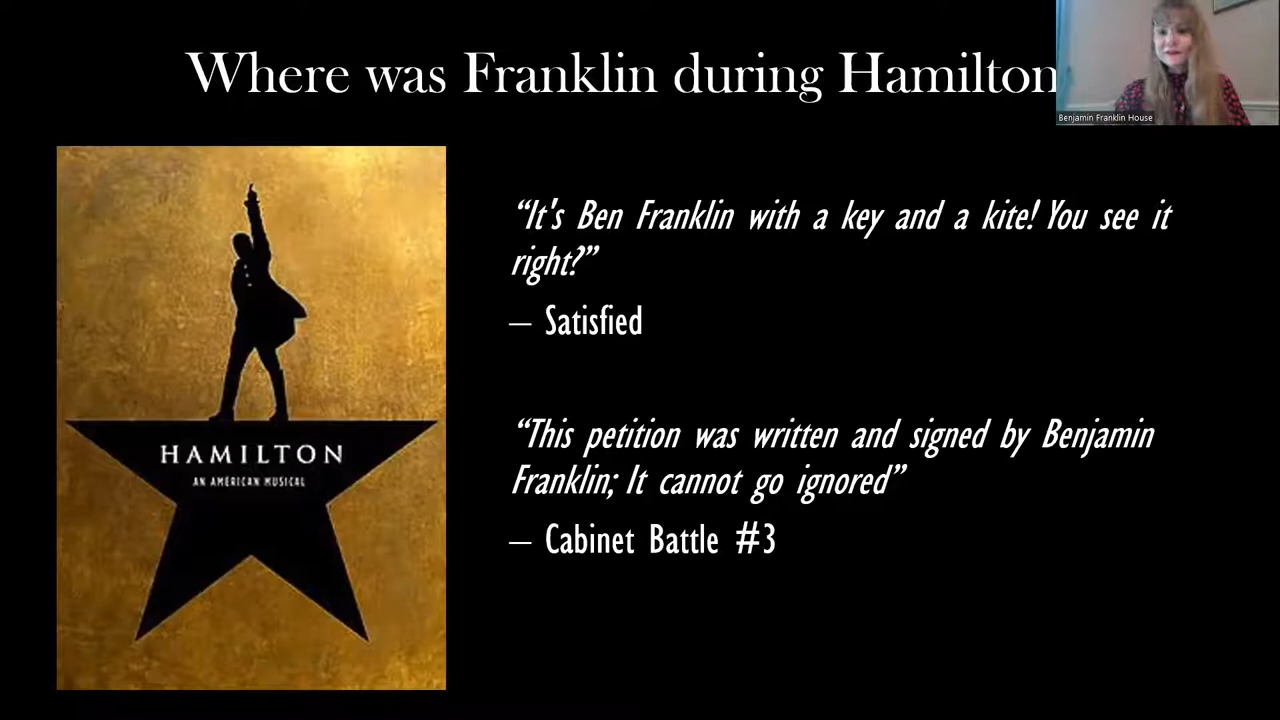 Where was Franklin during Hamilton
Benjamin Franklin House
“It's Ben Franklin with a key and a kite! You see it
right?”
– Satisfied
“This petition was written and signed by Benjamin
Franklin; It cannot go ignored”
– Cabinet Battle #3
HAMILTON
AN AMERICAN MUSICAL